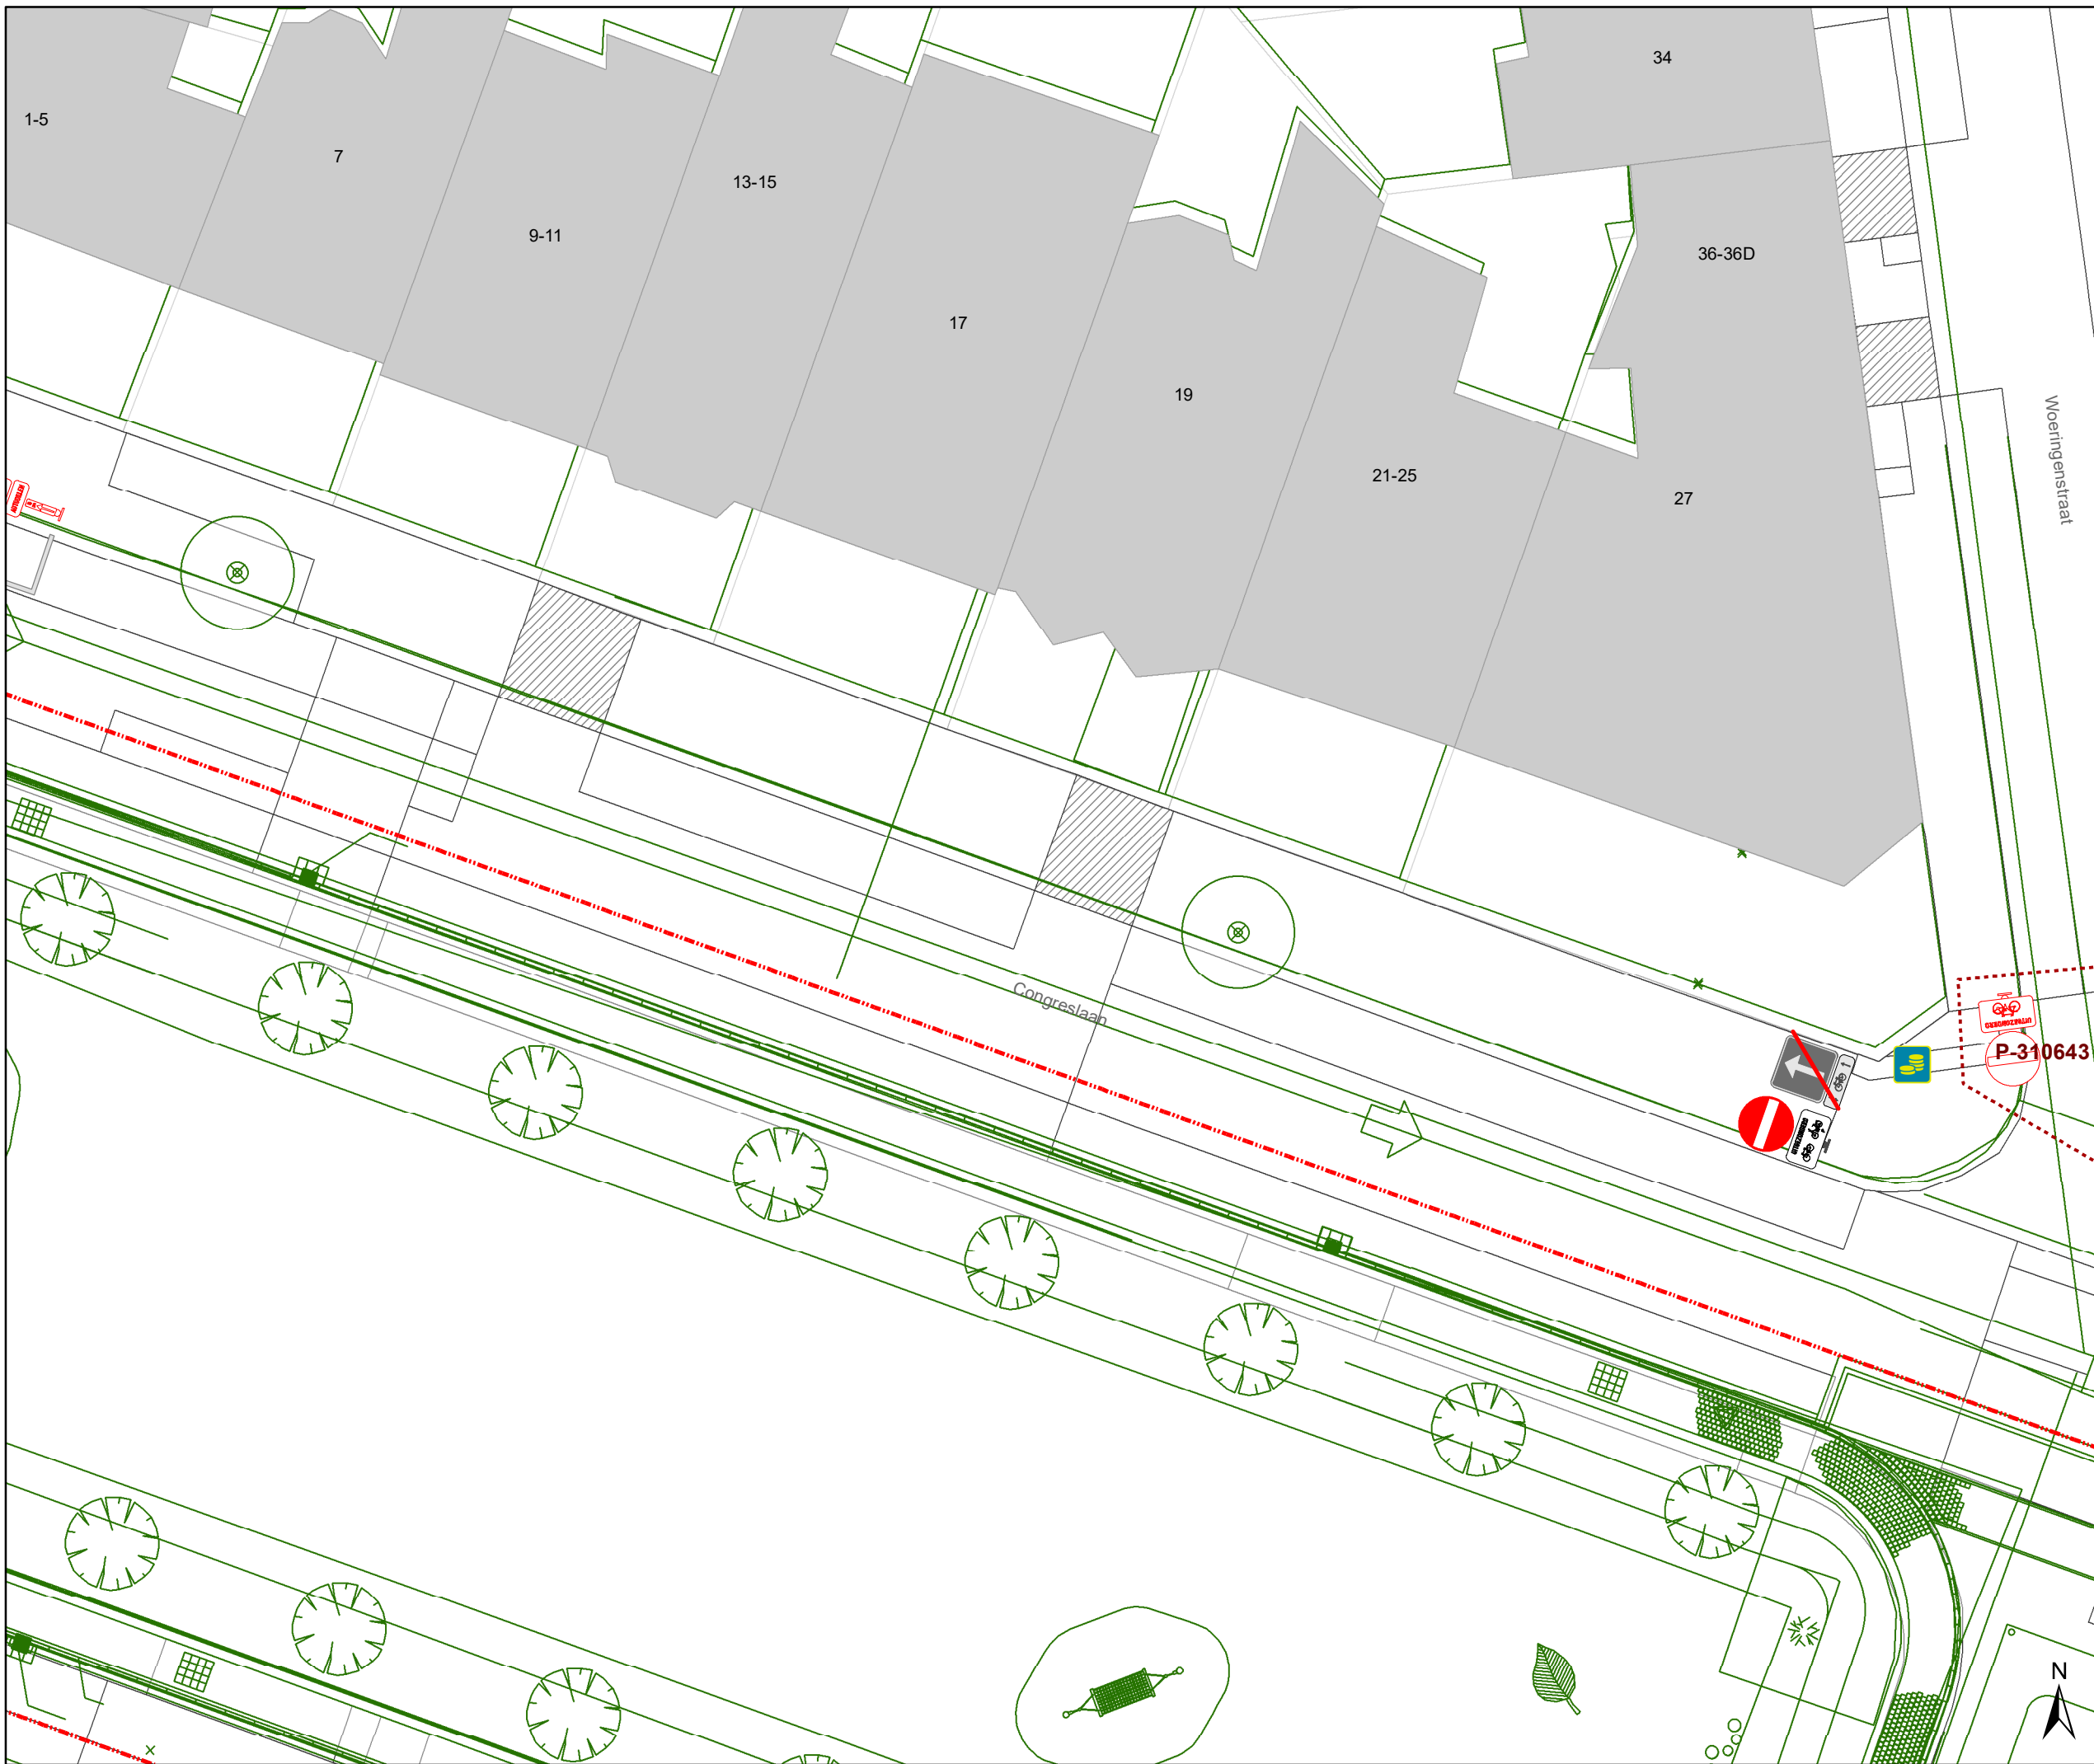 34
1-5
7
13-15
9-11
36-36D
17
19
21-25
27
Woeringenstraat
Congreslaan
P-310643
N